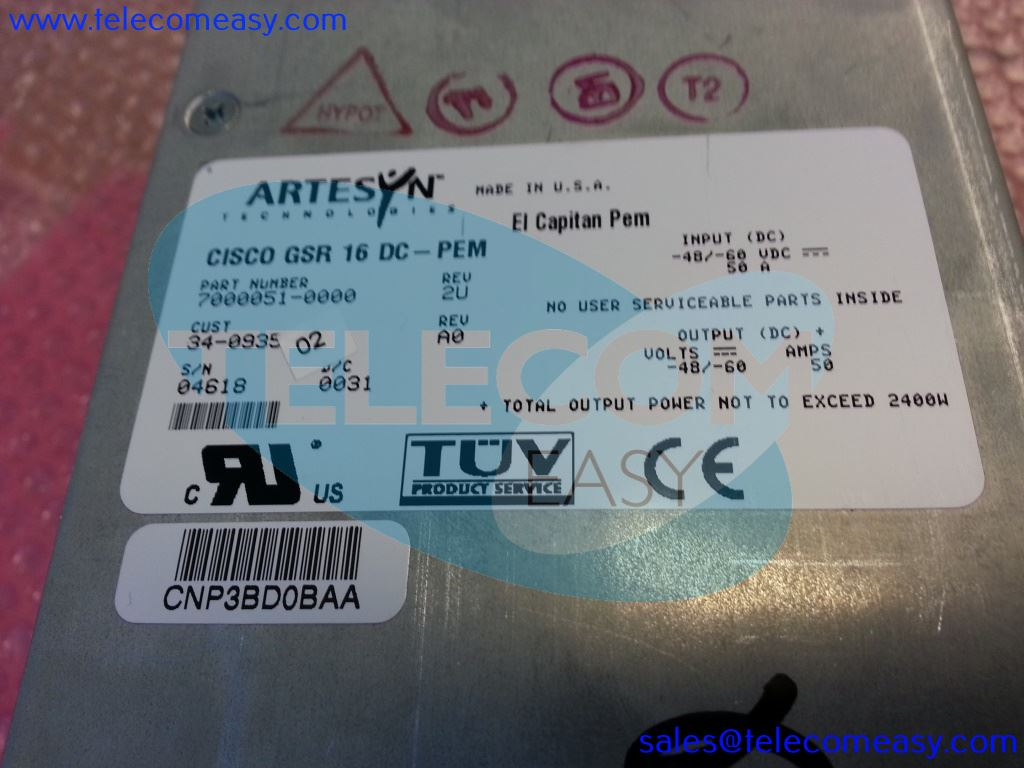 www.telecomeasy.com
HYPOT
T2
ARTESYN™ MADE IN U.S.A.
TECHNOLOGIES
El Capitan Pem
CISCO GSR 16 DC-PEM
INPUT (DC)
-48/-60 VDC
50 A
PART NUMBER REV
7000051-0000 2U
NO USER SERVICEABLE PARTS INSIDE
CUST REV
34-0935 02 A0
OUTPUT (DC) +
VOLTS AMPS
-48/-60 50
S/N D/C
04618 0031
+ TOTAL OUTPUT POWER NOT TO EXCEED 2400W
TELECOM
EASY
C RU ® US
TÜV
PRODUCT SERVICE
CE
CNP3BD0BAA
sales@telecomeasy.com